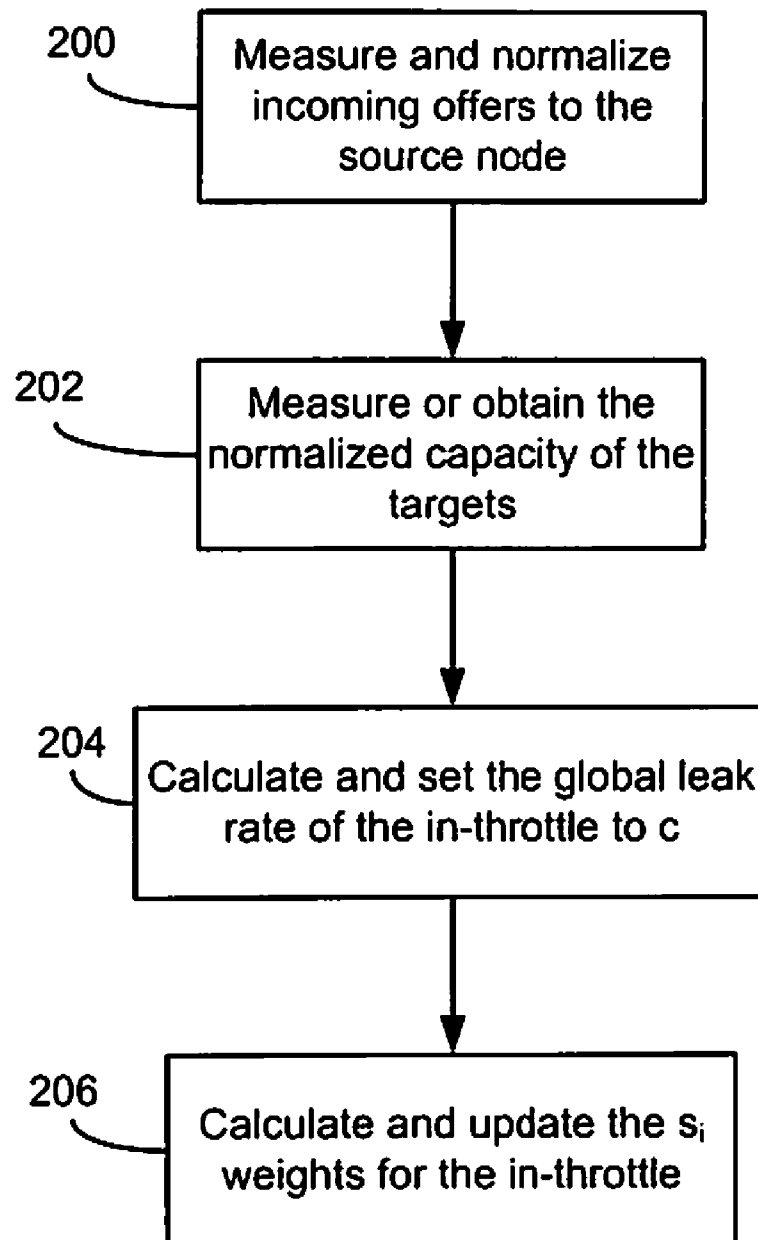 200
Measure and normalize
incoming offers to the
source node
202
Measure or obtain the
normalized capacity of the
targets
204
Calculate and set the global leak
rate of the in-throttle to c
206
Calculate and update the sᵢ
weights for the in-throttle